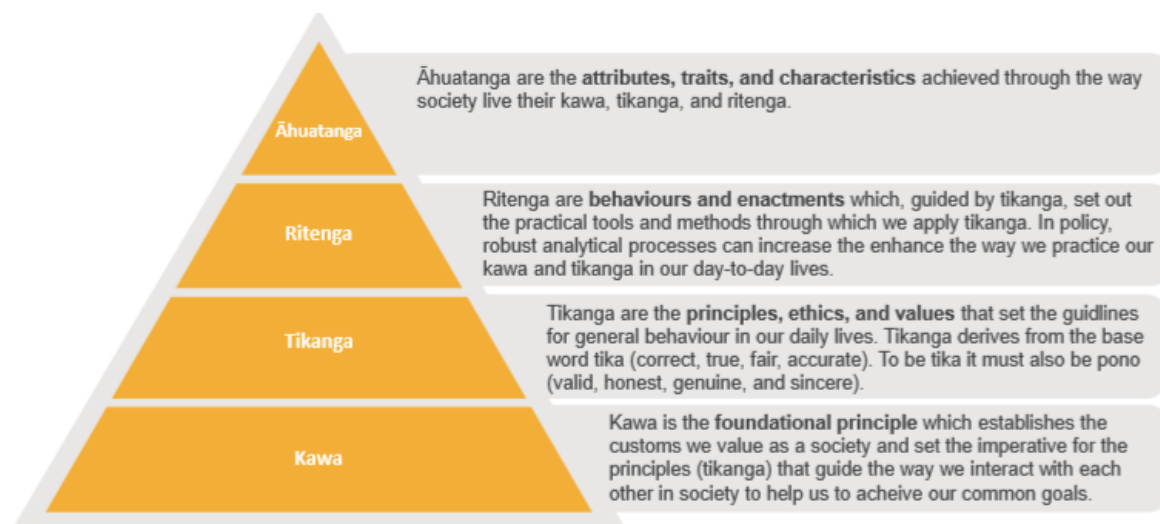 Āhuatanga
Āhuatanga are the attributes, traits, and characteristics achieved through the way
society live their kawa, tikanga, and ritenga.
Ritenga
Ritenga are behaviours and enactments which, guided by tikanga, set out
the practical tools and methods through which we apply tikanga. In policy,
robust analytical processes can increase the enhance the way we practice our
kawa and tikanga in our day-to-day lives.
Tikanga
Tikanga are the principles, ethics, and values that set the guidlines
for general behaviour in our daily lives. Tikanga derives from the base
word tika (correct, true, fair, accurate). To be tika it must also be pono
(valid, honest, genuine, and sincere).
Kawa
Kawa is the foundational principle which establishes the
customs we value as a society and set the imperative for the
principles (tikanga) that guide the way we interact with each
other in society to help us to acheive our common goals.